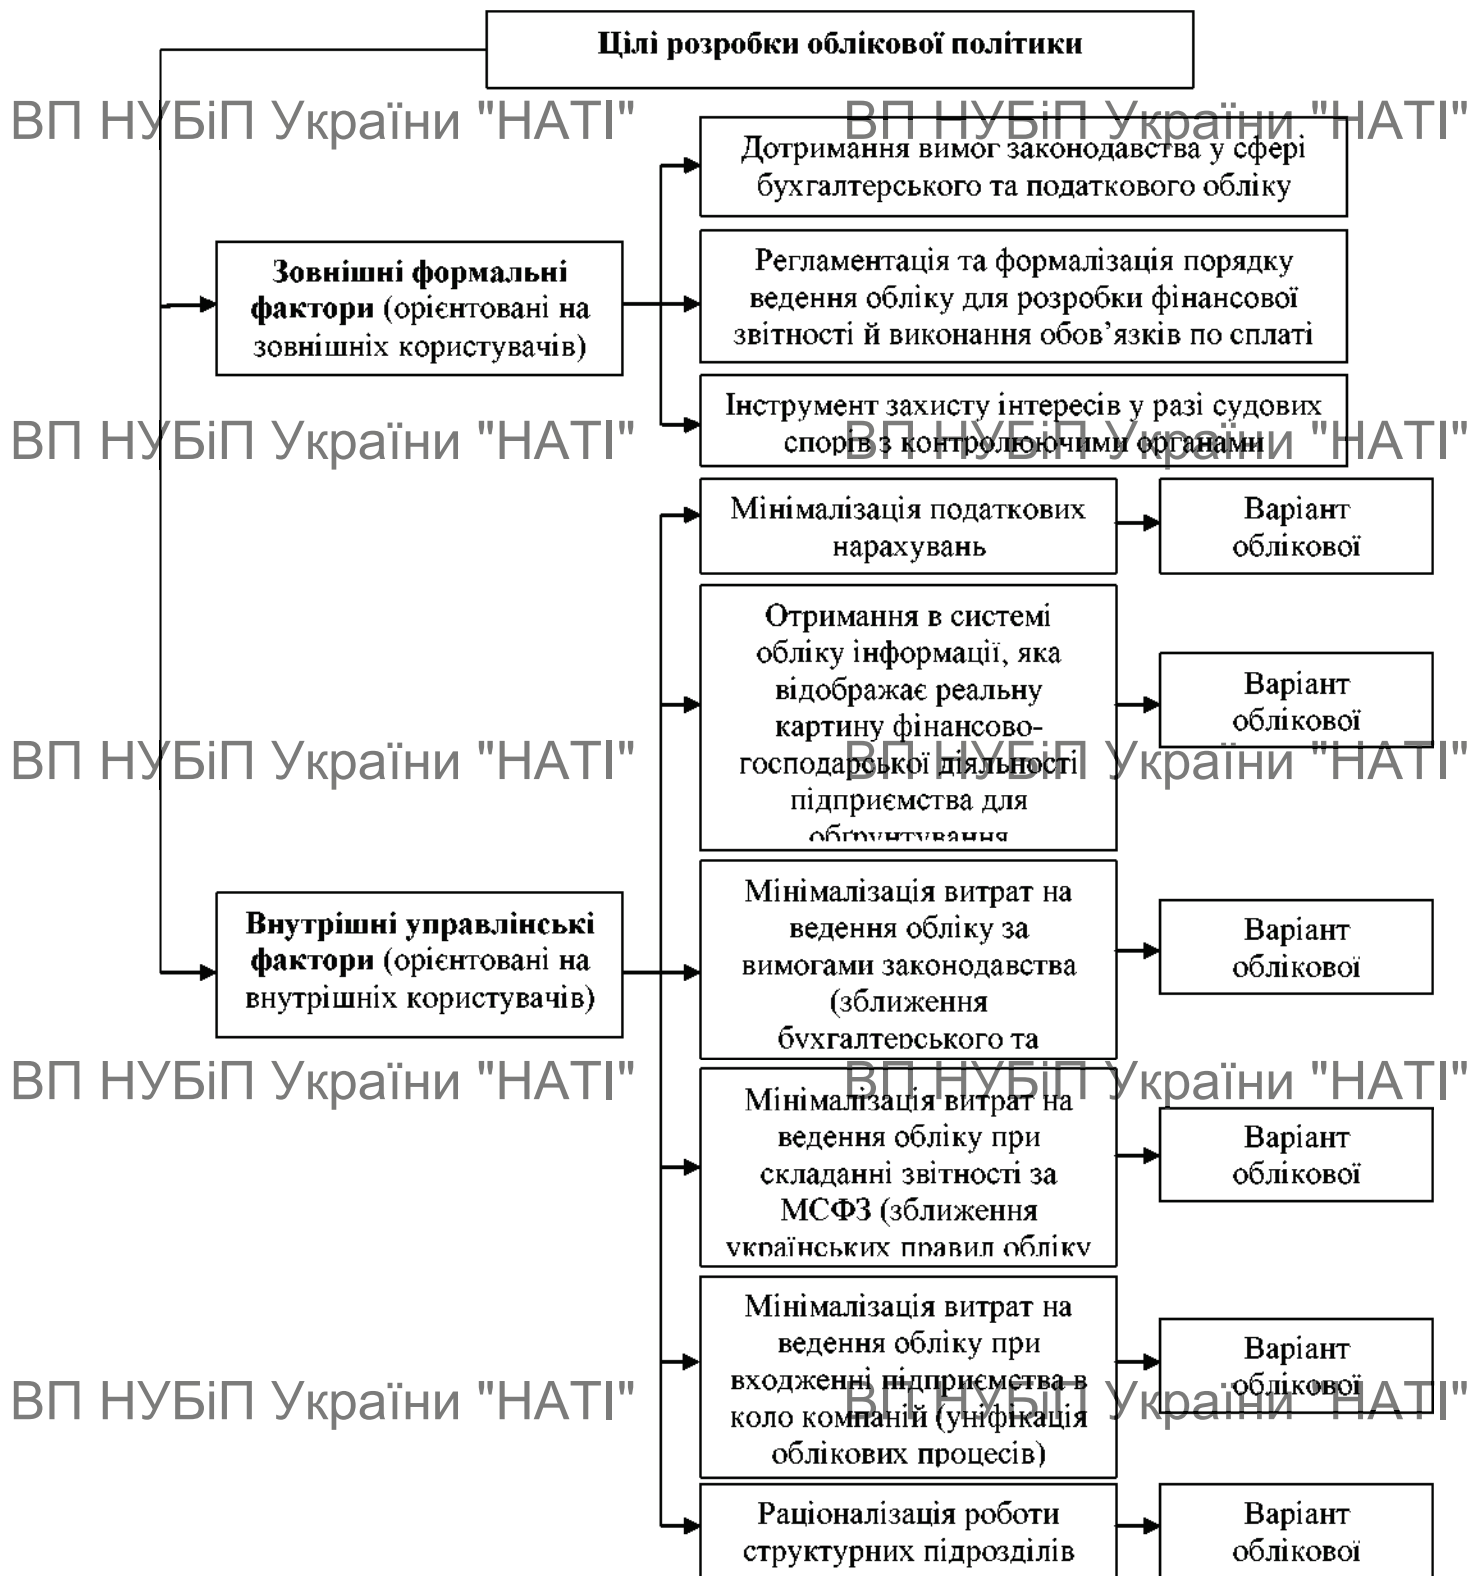 Цілі розробки облікової політики
ВП НУБіП України "НАТІ"
ВП НУБіП України "НАТІ"
Дотримання вимог законодавства у сфері
бухгалтерського та податкового обліку
Зовнішні формальні
фактори (орієнтовані на
зовнішніх користувачів)
Регламентація та формалізація порядку
ведення обліку для розробки фінансової
звітності й виконання обов’язків по сплаті
Інструмент захисту інтересів у разі судових
спорів з контролюючими органами
ВП НУБіП України "НАТІ"
ВП НУБіП України "НАТІ"
Мінімалізація податкових
нарахувань
Варіант
облікової
Отримання в системі
обліку інформації, яка
відображає реальну
картину фінансово-
господарської діяльності
підприємства для
обґрунтування
Варіант
облікової
ВП НУБіП України "НАТІ"
ВП НУБіП України "НАТІ"
Внутрішні управлінські
фактори (орієнтовані на
внутрішніх користувачів)
Мінімалізація витрат на
ведення обліку за
вимогами законодавства
(зближення
бухгалтерського та
Варіант
облікової
ВП НУБіП України "НАТІ"
ВП НУБіП України "НАТІ"
Мінімалізація витрат на
ведення обліку при
складанні звітності за
МСФЗ (зближення
українських правил обліку
Варіант
облікової
Мінімалізація витрат на
ведення обліку при
входженні підприємства в
коло компаній (уніфікація
облікових процесів)
Варіант
облікової
ВП НУБіП України "НАТІ"
ВП НУБіП України "НАТІ"
Раціоналізація роботи
структурних підрозділів
Варіант
облікової